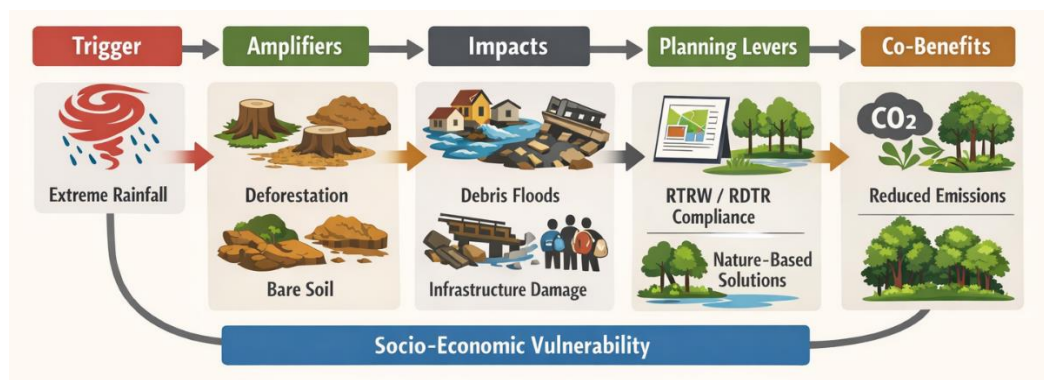 Trigger
Amplifiers
Impacts
Planning Levers
Co-Benefits
Extreme Rainfall
Deforestation
Bare Soil
Debris Floods
Infrastructure Damage
RTRW / RDTR
Compliance
Nature-Based
Solutions
CO₂
Reduced Emissions
Socio-Economic Vulnerability